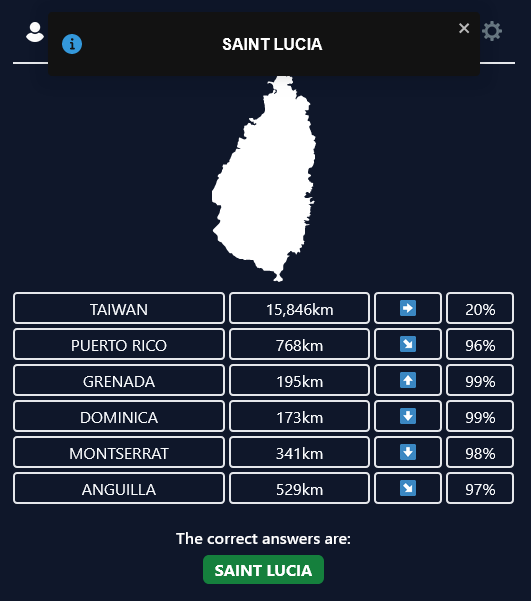 SAINT LUCIA
TAIWAN 15,846km ➡ 20%
PUERTO RICO 768km ↘ 96%
GRENADA 195km ⬆ 99%
DOMINICA 173km ⬇ 99%
MONTSERRAT 341km ⬇ 98%
ANGUILLA 529km ↘ 97%
The correct answers are:
SAINT LUCIA